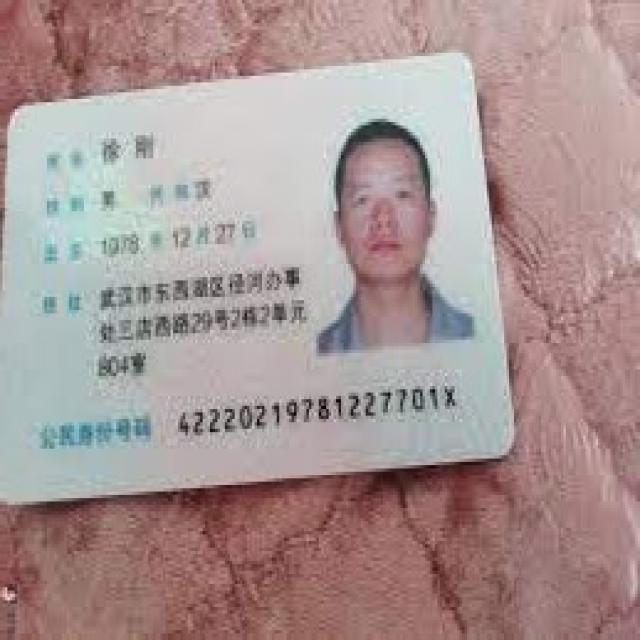 姓名 徐刚
性别 男 民族 汉
出生 1978 年 12 月 27 日
住址 武汉市东西湖区径河办事
处三店西路29号2栋2单元
804室
公民身份号码 42220219781227701X